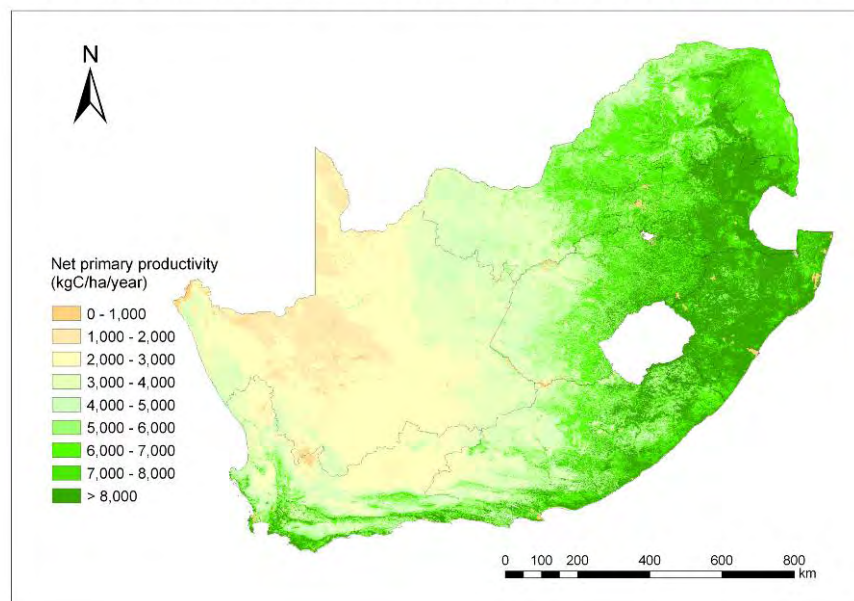 N
Net primary productivity
(kgC/ha/year)
0 - 1,000
1,000 - 2,000
2,000 - 3,000
3,000 - 4,000
4,000 - 5,000
5,000 - 6,000
6,000 - 7,000
7,000 - 8,000
> 8,000
0 100 200 400 600 800
km